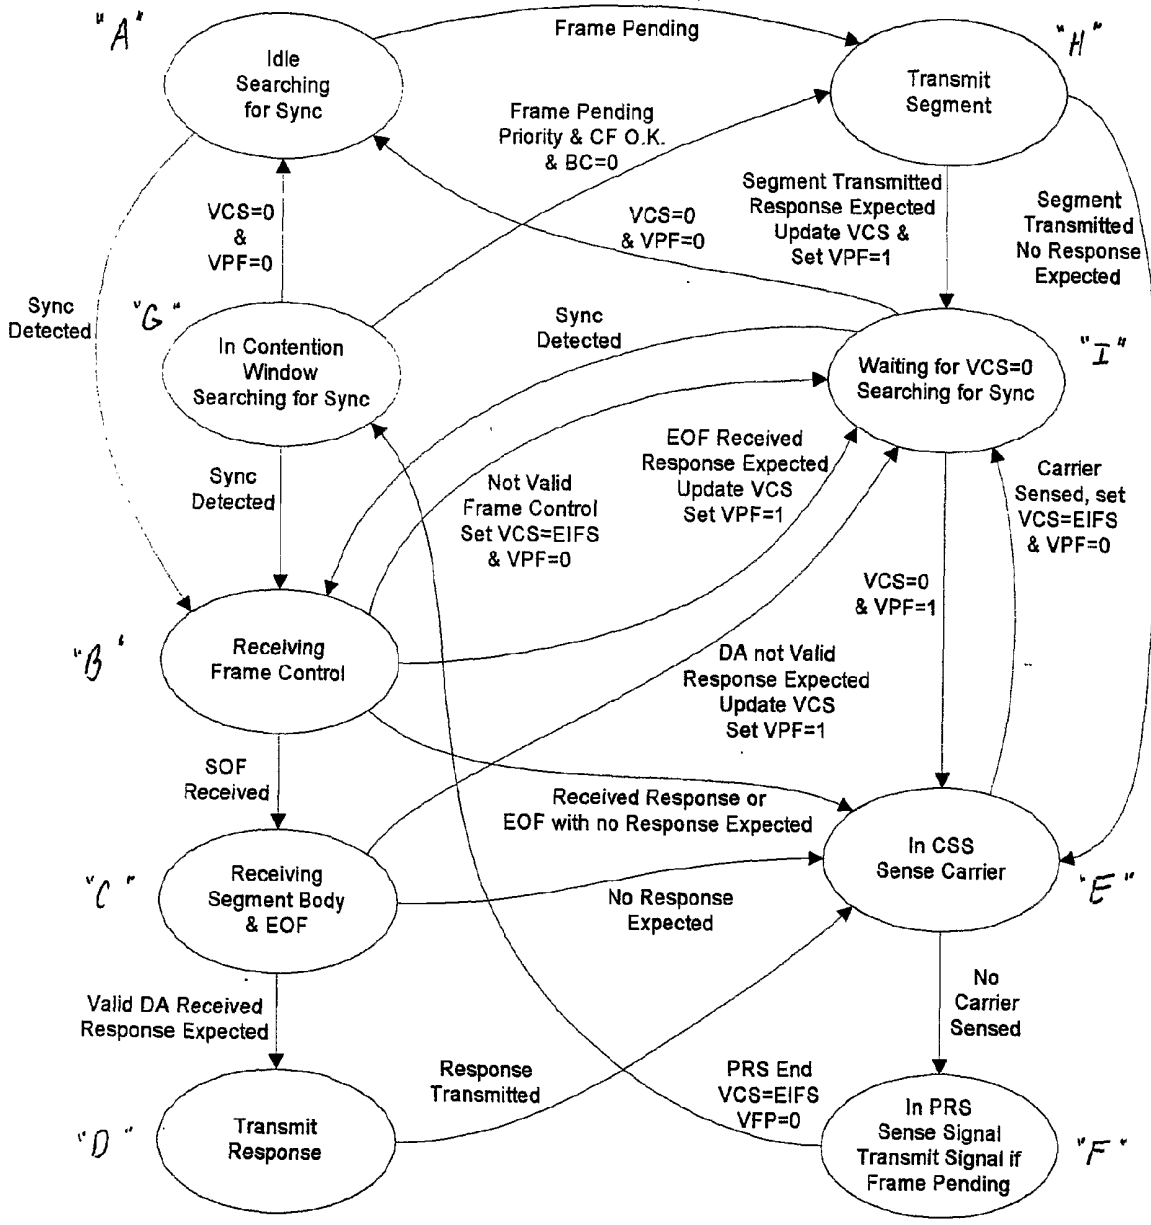 "A"
Idle
Searching
for Sync
Frame Pending
"H"
Transmit
Segment
Frame Pending
Priority & CF O.K.
& BC=0
VCS=0
&
VPF=0
VCS=0
& VPF=0
Segment Transmitted
Response Expected
Update VCS &
Set VPF=1
Segment
Transmitted
No Response
Expected
Sync
Detected
"G"
In Contention
Window
Searching for Sync
Sync
Detected
"I"
Waiting for VCS=0
Searching for Sync
Sync
Detected
Not Valid
Frame Control
Set VCS=EIFS
& VPF=0
EOF Received
Response Expected
Update VCS
Set VPF=1
Carrier
Sensed, set
VCS=EIFS
& VPF=0
VCS=0
& VPF=1
"B"
Receiving
Frame Control
DA not Valid
Response Expected
Update VCS
Set VPF=1
SOF
Received
Received Response or
EOF with no Response Expected
In CSS
Sense Carrier
"E"
"C"
Receiving
Segment Body
& EOF
No Response
Expected
Valid DA Received
Response Expected
No
Carrier
Sensed
Response
Transmitted
PRS End
VCS=EIFS
VFP=0
"D"
Transmit
Response
In PRS
Sense Signal
Transmit Signal if
Frame Pending
"F"